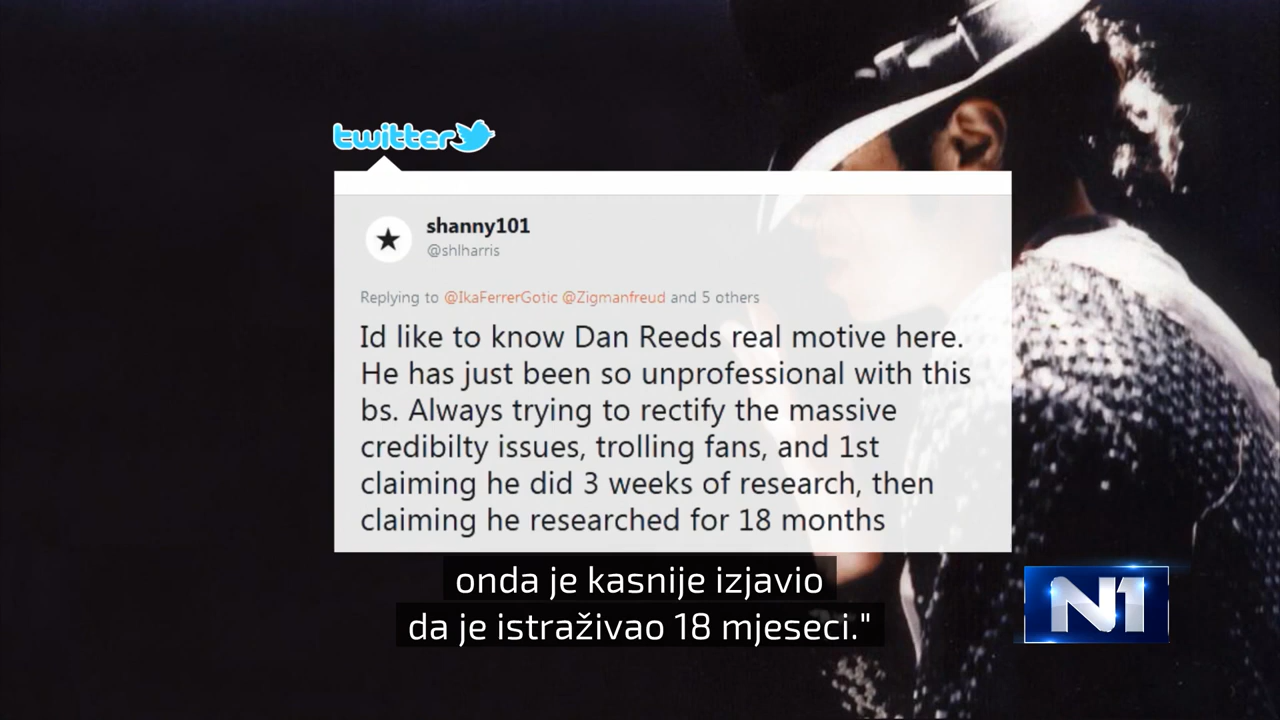 twitter
shanny101
@shlharris
Replying to @IkaFerrerGotic @Zigmanfreud and 5 others
Id like to know Dan Reeds real motive here.
He has just been so unprofessional with this
bs. Always trying to rectify the massive
credibilty issues, trolling fans, and 1st
claiming he did 3 weeks of research, then
claiming he researched for 18 months
onda je kasnije izjavio
da je istraživao 18 mjeseci."
N1